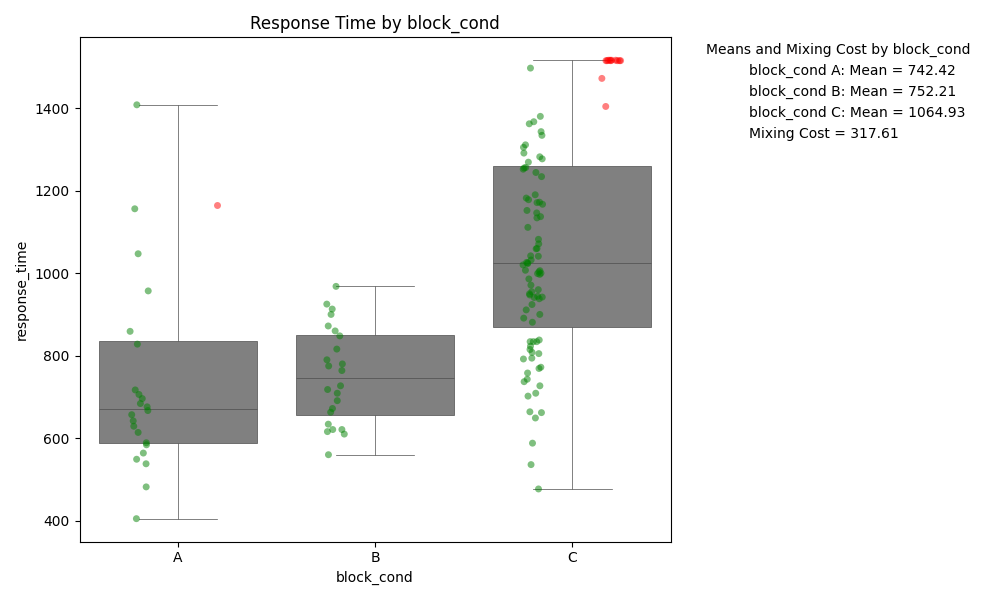 Response Time by block_cond
Means and Mixing Cost by block_cond
block_cond A: Mean = 742.42
block_cond B: Mean = 752.21
block_cond C: Mean = 1064.93
Mixing Cost = 317.61
response_time
1400
1200
1000
800
600
400
A
B
C
block_cond